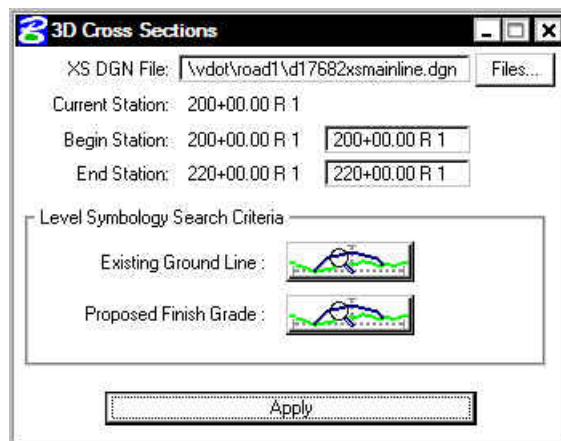 3D Cross Sections
XS DGN File: \vdot\road1\d17682xsmainline.dgn Files...
Current Station: 200+00.00 R 1
Begin Station: 200+00.00 R 1 200+00.00 R 1
End Station: 220+00.00 R 1 220+00.00 R 1
Level Symbology Search Criteria
Existing Ground Line :
Proposed Finish Grade :
Apply